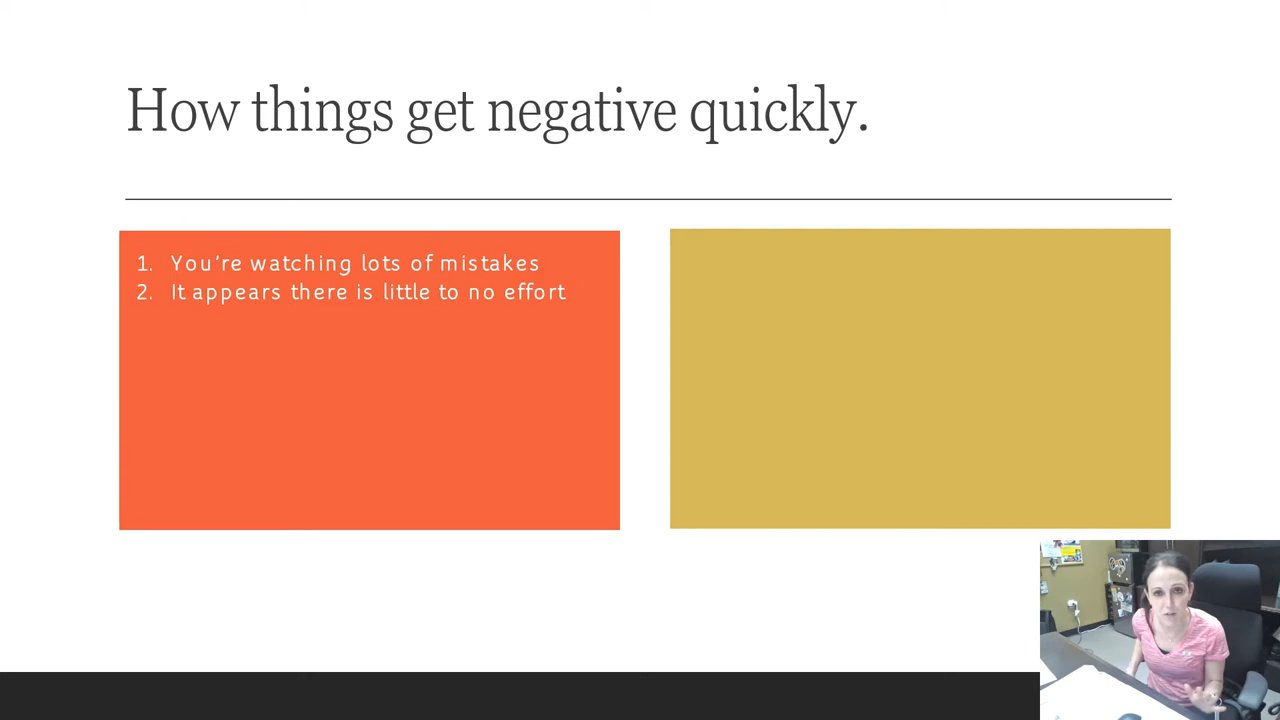 How things get negative quickly.
1. You're watching lots of mistakes
2. It appears there is little to no effort